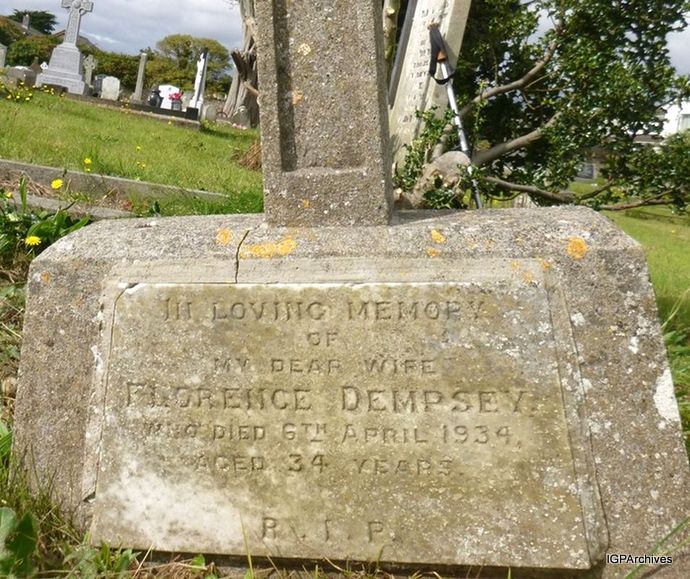 IN LOVING MEMORY
OF
MY DEAR WIFE
FLORENCE DEMPSEY.
WHO DIED 6TH APRIL 1934,
AGED 34 YEARS.
R.I.P.
IGPArchives